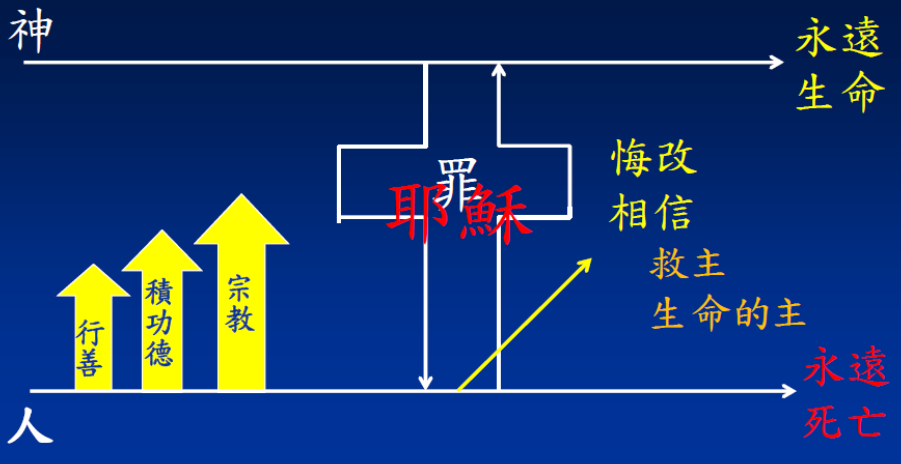 神
永遠
生命
罪
耶穌
悔改
相信
救主
生命的主
行善
積功德
宗教
人
永遠
死亡